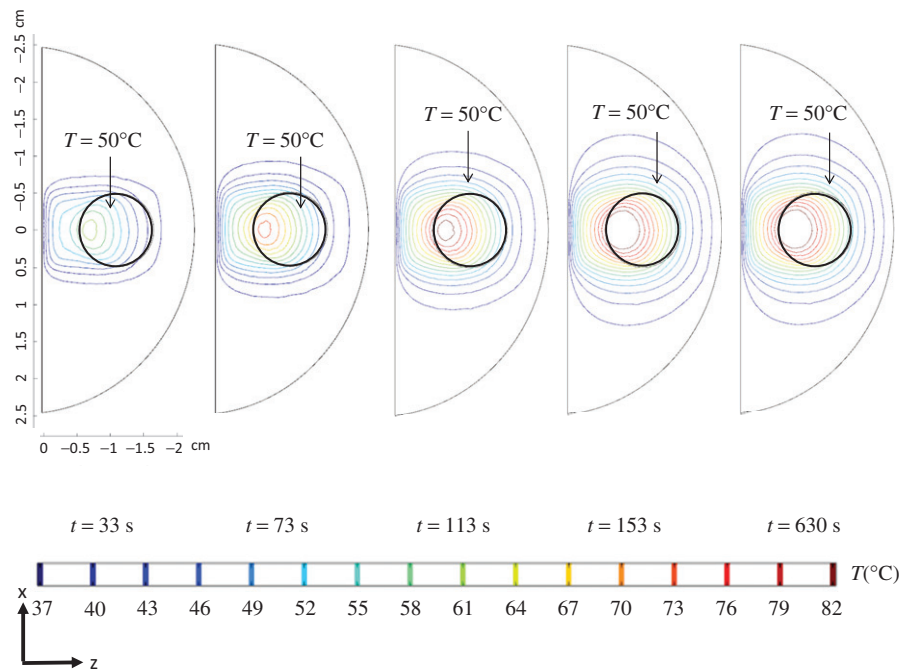 cm
−2.5
−2
−1.5
−1
−0.5
0
0.5
1
1.5
2
2.5
T = 50°C
T = 50°C
T = 50°C
T = 50°C
T = 50°C
0 −0.5 −1 −1.5 −2 cm
t = 33 s t = 73 s t = 113 s t = 153 s t = 630 s
T(°C)
37 40 43 46 49 52 55 58 61 64 67 70 73 76 79 82
x
z